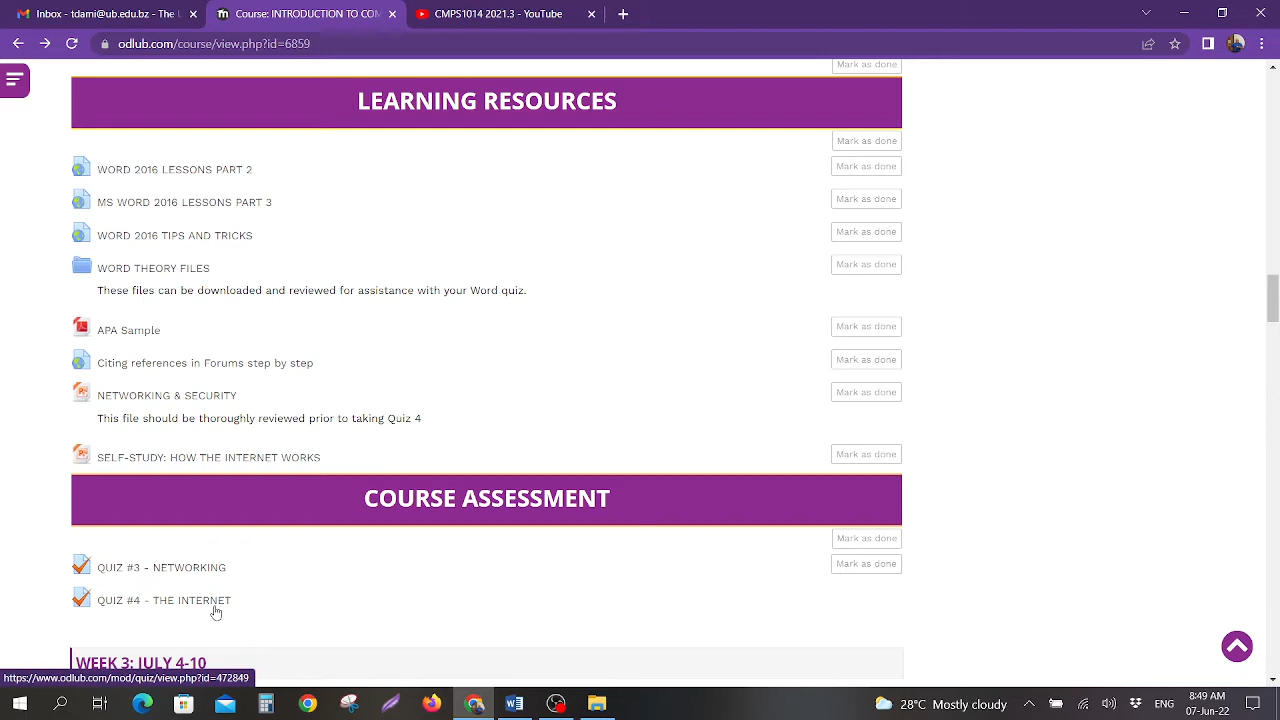 Inbox - tdam@ub.edu.bz - The
Course: INTRODUCTION TO COM
CMPS1014 2021.3 - YouTube
odlub.com/course/view.php?id=6859
Mark as done
LEARNING RESOURCES
Mark as done
WORD 2016 LESSONS PART 2
Mark as done
MS WORD 2016 LESSONS PART 3
Mark as done
WORD 2016 TIPS AND TRICKS
Mark as done
WORD THEORY FILES
Mark as done
These files can be downloaded and reviewed for assistance with your Word quiz.
APA Sample
Mark as done
Citing references in Forums step by step
Mark as done
NETWORKING & SECURITY
Mark as done
This file should be thoroughly reviewed prior to taking Quiz 4
SELF-STUDY: HOW THE INTERNET WORKS
Mark as done
COURSE ASSESSMENT
Mark as done
QUIZ #3 - NETWORKING
Mark as done
QUIZ #4 - THE INTERNET
WEEK 3: JULY 4-10
https://www.odlub.com/mod/quiz/view.php?id=472849
28°C Mostly cloudy
8:49 AM
07-Jun-22